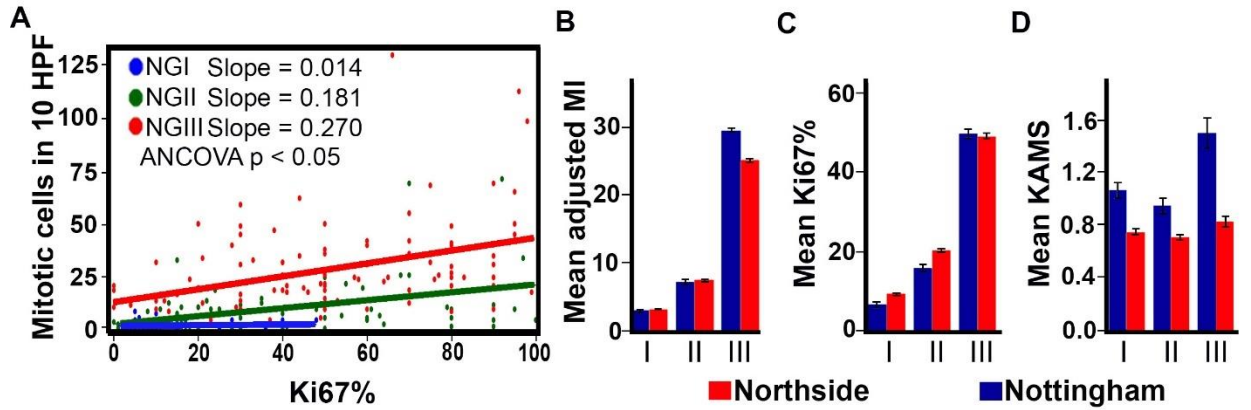 A
Mitotic cells in 10 HPF
125
100
75
50
25
0
NGI Slope = 0.014
NGII Slope = 0.181
NGIII Slope = 0.270
ANCOVA p < 0.05
0 20 40 60 80 100
Ki67%
B
Mean adjusted MI
30
20
10
0
I II III
C
Mean Ki67%
60
40
20
0
I II III
D
Mean KAMS
1.6
1.2
0.8
0.4
0.0
I II III
Northside Nottingham